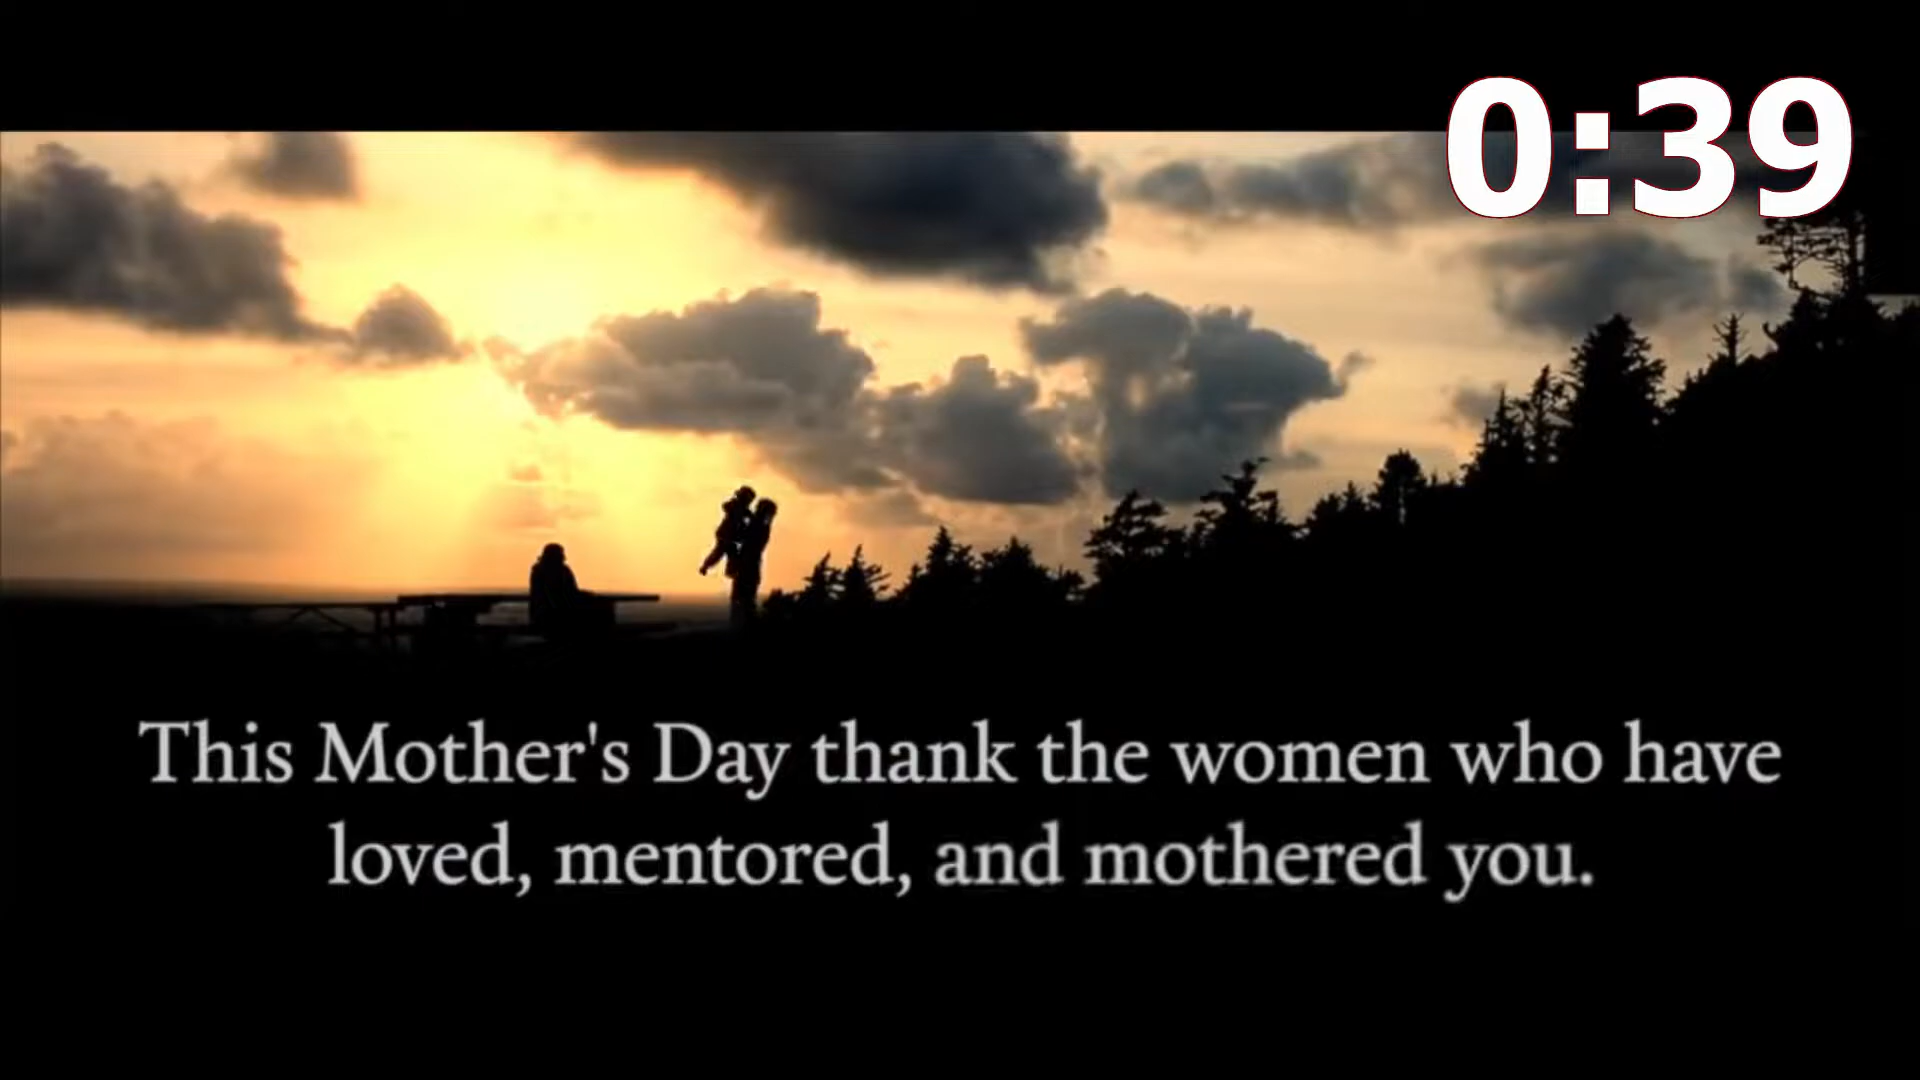 0:39
This Mother's Day thank the women who have
loved, mentored, and mothered you.